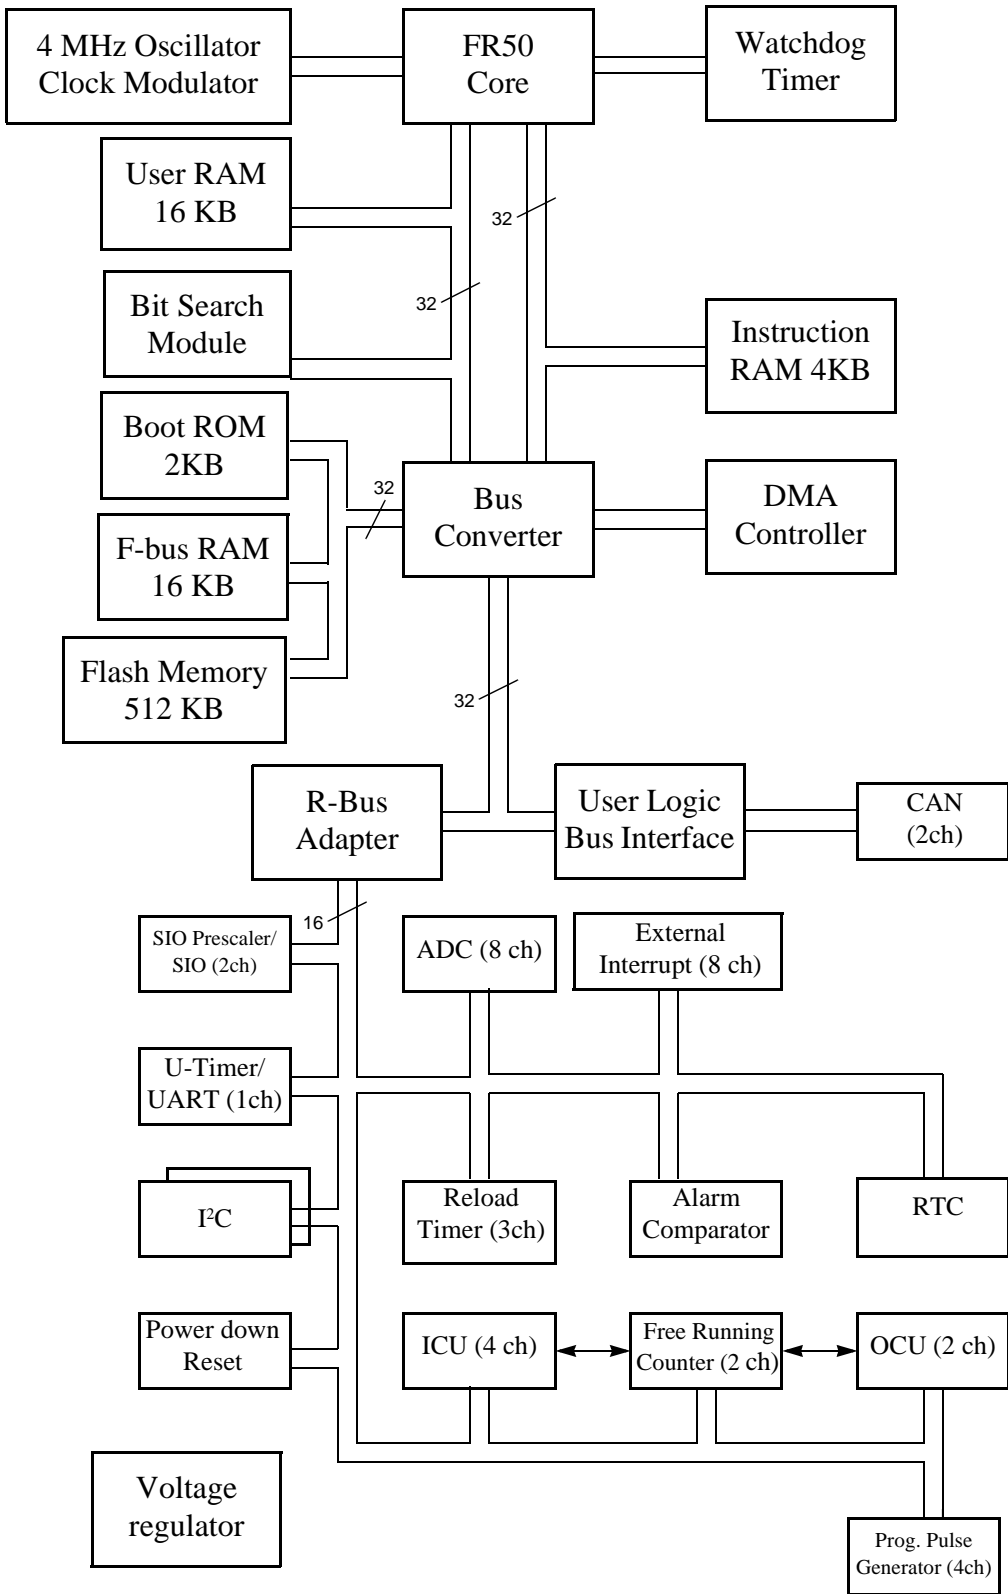 4 MHz Oscillator
Clock Modulator
FR50
Core
Watchdog
Timer
User RAM
16 KB
32
32
Bit Search
Module
Instruction
RAM 4KB
Boot ROM
2KB
32
Bus
Converter
DMA
Controller
F-bus RAM
16 KB
Flash Memory
512 KB
32
R-Bus
Adapter
User Logic
Bus Interface
CAN
(2ch)
16
SIO Prescaler/
SIO (2ch)
ADC (8 ch)
External
Interrupt (8 ch)
U-Timer/
UART (1ch)
I²C
Reload
Timer (3ch)
Alarm
Comparator
RTC
Power down
Reset
ICU (4 ch)
Free Running
Counter (2 ch)
OCU (2 ch)
Voltage
regulator
Prog. Pulse
Generator (4ch)